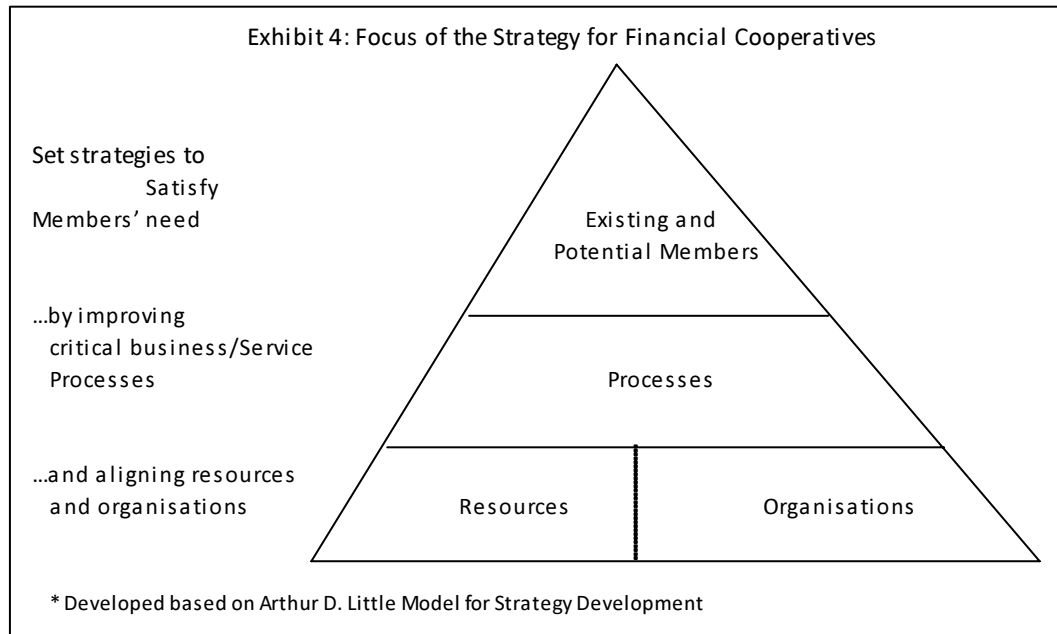 Exhibit 4: Focus of the Strategy for Financial Cooperatives
Set strategies to
Satisfy
Members’ need
Existing and
Potential Members
…by improving
critical business/Service
Processes
Processes
…and aligning resources
and organisations
Resources
Organisations
* Developed based on Arthur D. Little Model for Strategy Development